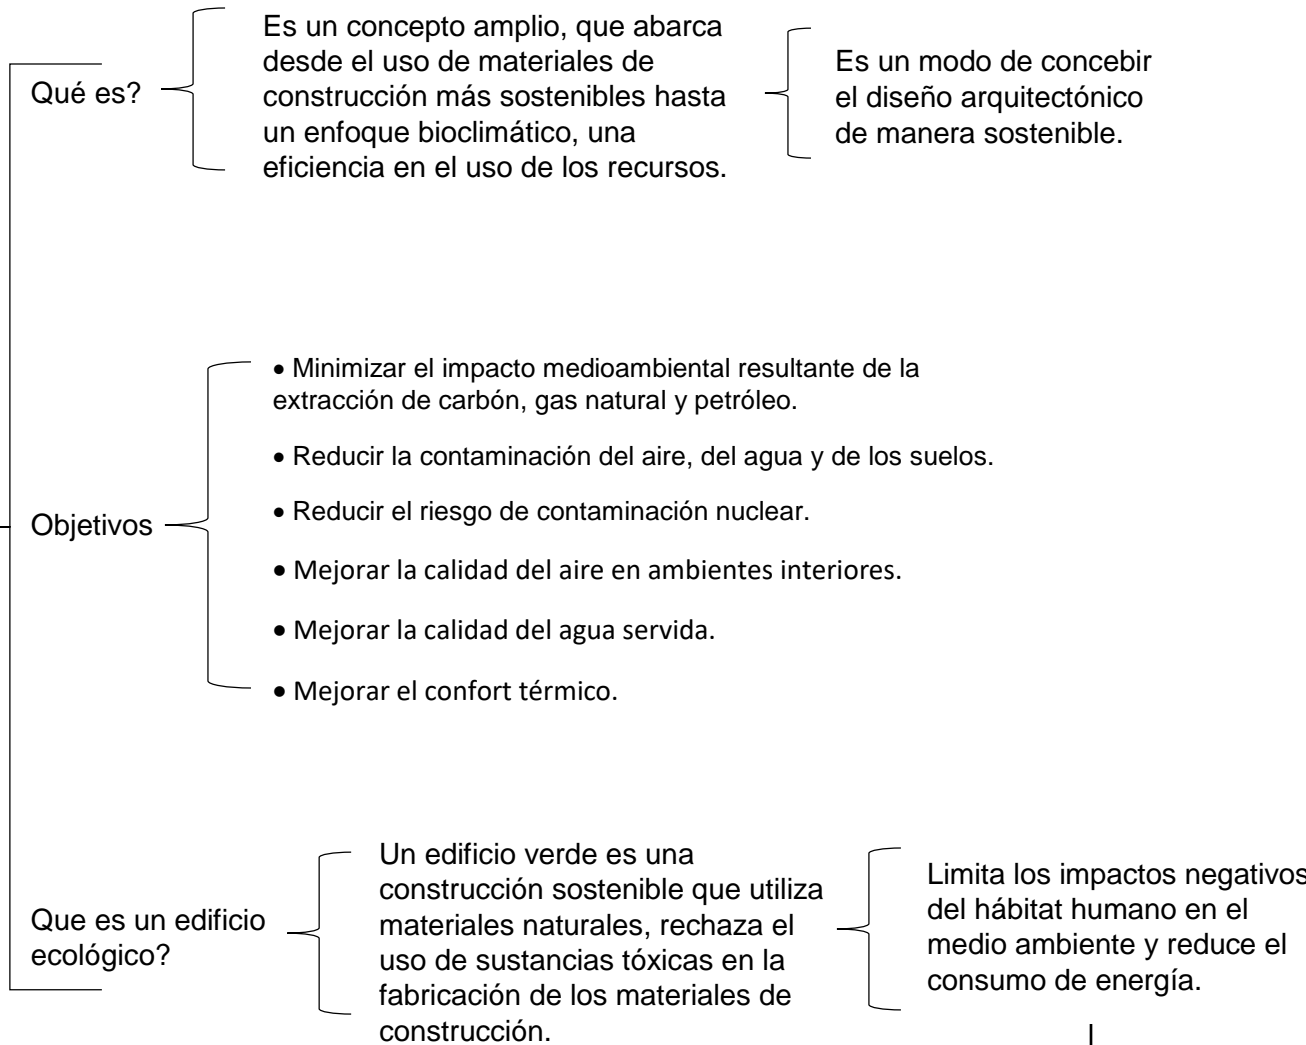 Qué es?
Es un concepto amplio, que abarca
desde el uso de materiales de
construcción más sostenibles hasta
un enfoque bioclimático, una
eficiencia en el uso de los recursos.
Es un modo de concebir
el diseño arquitectónico
de manera sostenible.
Objetivos
• Minimizar el impacto medioambiental resultante de la
extracción de carbón, gas natural y petróleo.
• Reducir la contaminación del aire, del agua y de los suelos.
• Reducir el riesgo de contaminación nuclear.
• Mejorar la calidad del aire en ambientes interiores.
• Mejorar la calidad del agua servida.
• Mejorar el confort térmico.
Que es un edificio
ecológico?
Un edificio verde es una
construcción sostenible que utiliza
materiales naturales, rechaza el
uso de sustancias tóxicas en la
fabricación de los materiales de
construcción.
Limita los impactos negativos
del hábitat humano en el
medio ambiente y reduce el
consumo de energía.